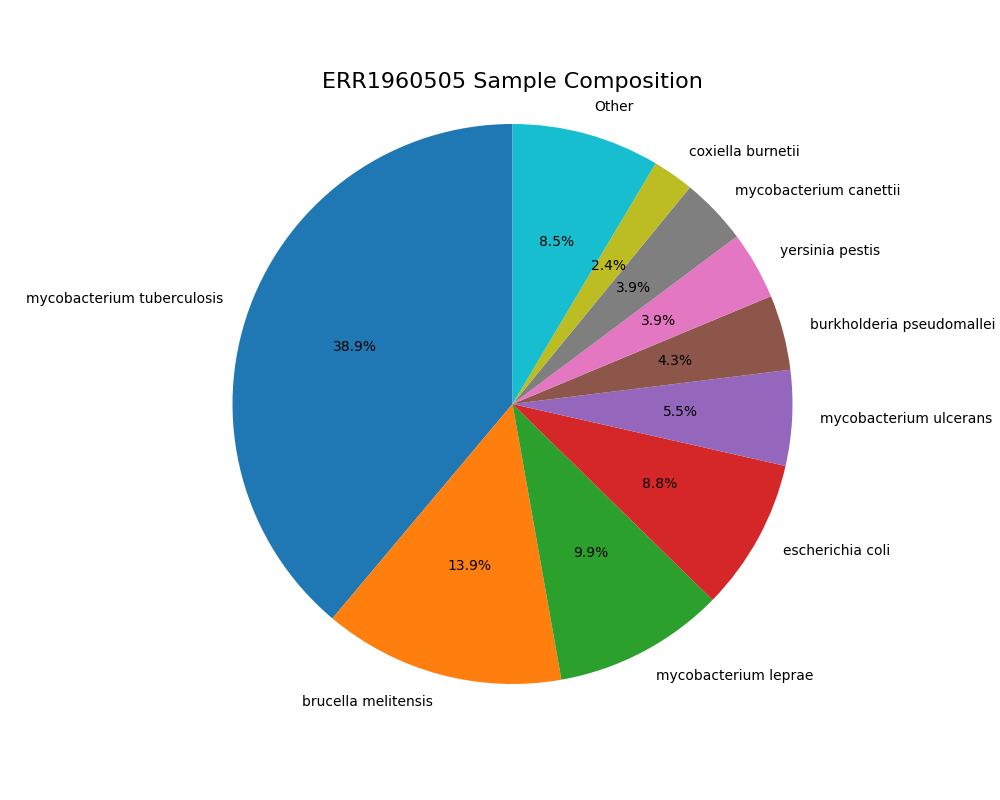 ERR1960505 Sample Composition
Other
coxiella burnetii
mycobacterium canettii
yersinia pestis
burkholderia pseudomallei
mycobacterium ulcerans
escherichia coli
mycobacterium leprae
brucella melitensis
mycobacterium tuberculosis
8.5%
2.4%
3.9%
3.9%
4.3%
5.5%
8.8%
9.9%
13.9%
38.9%